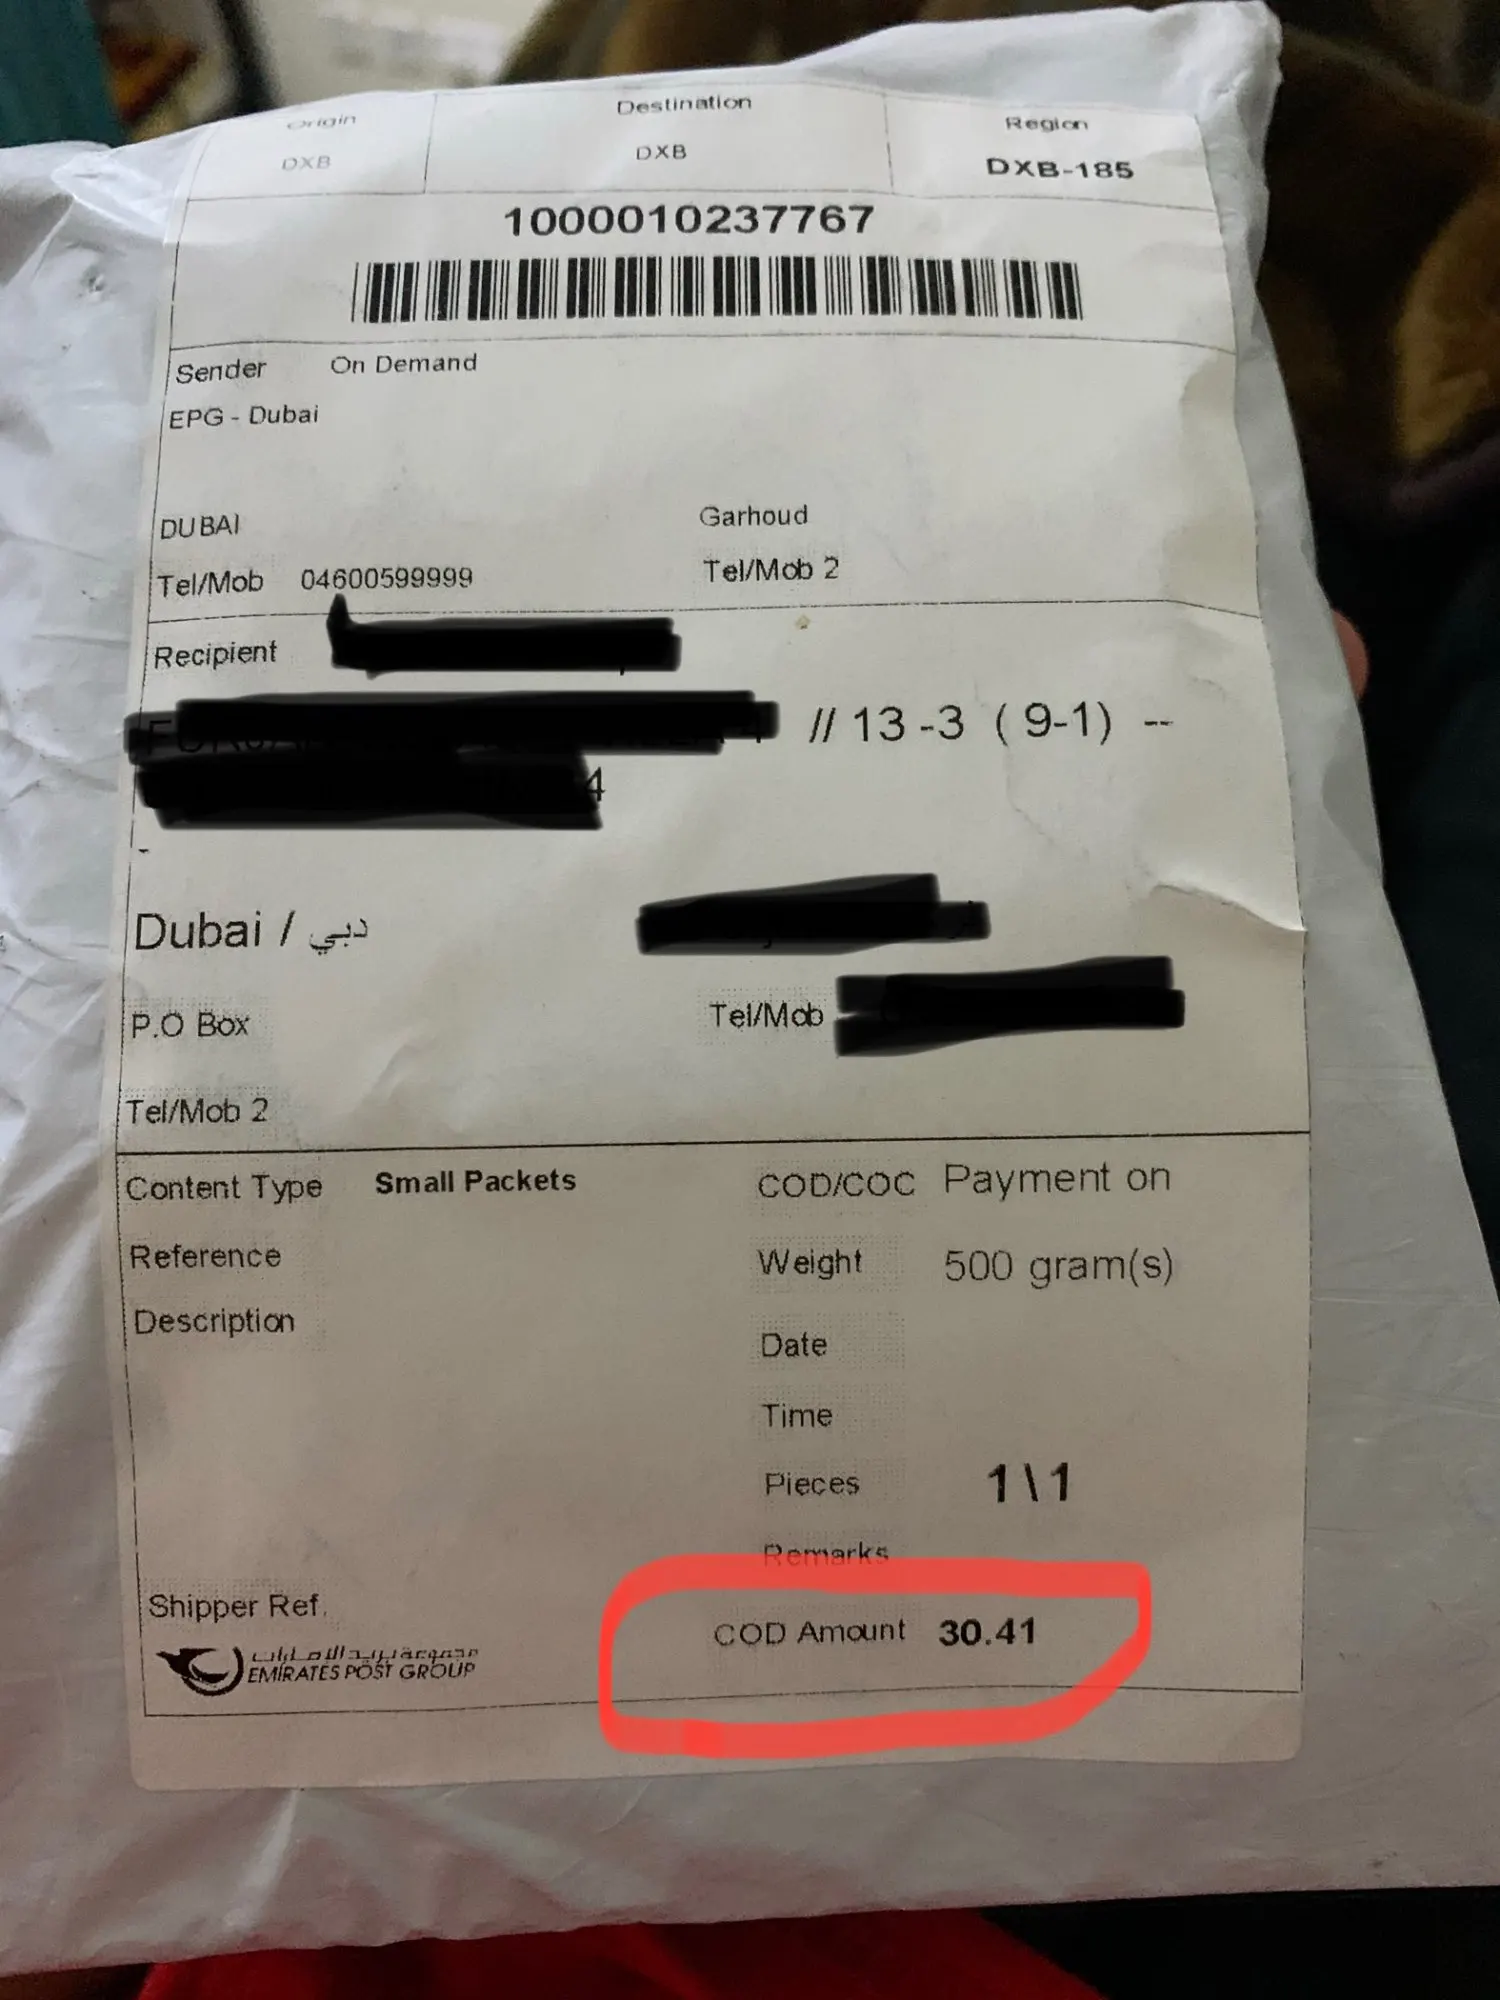 Origin Destination Region
DXB DXB DXB-185
1000010237767
Sender On Demand
EPG - Dubai
DUBAI Garhoud
Tel/Mob 04600599999 Tel/Mob 2
Recipient
// 13 -3 ( 9-1) --
4
-
Dubai / دبي
P.O Box Tel/Mob
Tel/Mob 2
Content Type Small Packets COD/COC Payment on
Reference Weight 500 gram(s)
Description Date
Time
Pieces 1 \ 1
Remarks
Shipper Ref. COD Amount 30.41
مجموعة بريد الإمارات
EMIRATES POST GROUP